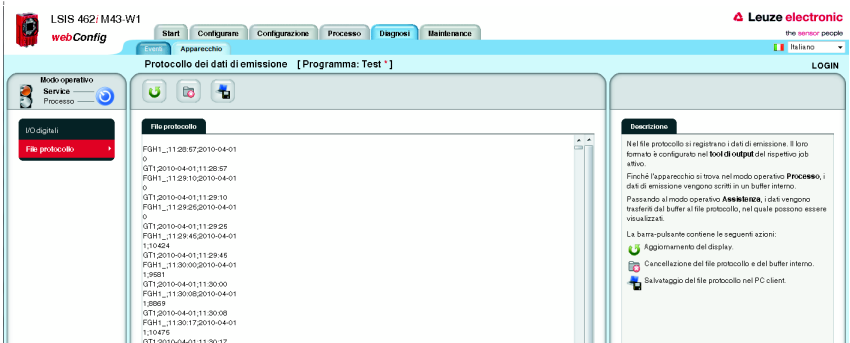 LSIS 462i M43-W1
webConfig
Start
Configurare
Configurazione
Processo
Diagnosi
Maintenance
Leuze electronic
the sensor people
Eventi
Apparecchio
Italiano
Protocollo dei dati di emissione [Programma: Test *]
LOGIN
Modo operativo
Service
Processo
I/O digitali
File protocollo
File protocollo
FGH1_;11:28:57;2010-04-01
0
GT1;2010-04-01;11:28:57
FGH1_;11:29:10;2010-04-01
0
GT1;2010-04-01;11:29:10
FGH1_;11:29:25;2010-04-01
0
GT1;2010-04-01;11:29:25
FGH1_;11:29:45;2010-04-01
1;10424
GT1;2010-04-01;11:29:45
FGH1_;11:30:00;2010-04-01
1;9581
GT1;2010-04-01;11:30:00
FGH1_;11:30:08;2010-04-01
1;8869
GT1;2010-04-01;11:30:08
FGH1_;11:30:17;2010-04-01
1;10475
GT1;2010-04-01;11:30:17
Descrizione
Nel file protocollo si registrano i dati di emissione. Il loro
formato è configurato nel tool di output del rispettivo job
attivo.
Finché l'apparecchio si trova nel modo operativo Processo, i
dati di emissione vengono scritti in un buffer interno.
Passando al modo operativo Assistenza, i dati vengono
trasferiti dal buffer al file protocollo, nel quale possono essere
visualizzati.
La barra-pulsante contiene le seguenti azioni:
Aggiornamento del display.
Cancellazione del file protocollo e del buffer interno.
Salvataggio del file protocollo nel PC client.